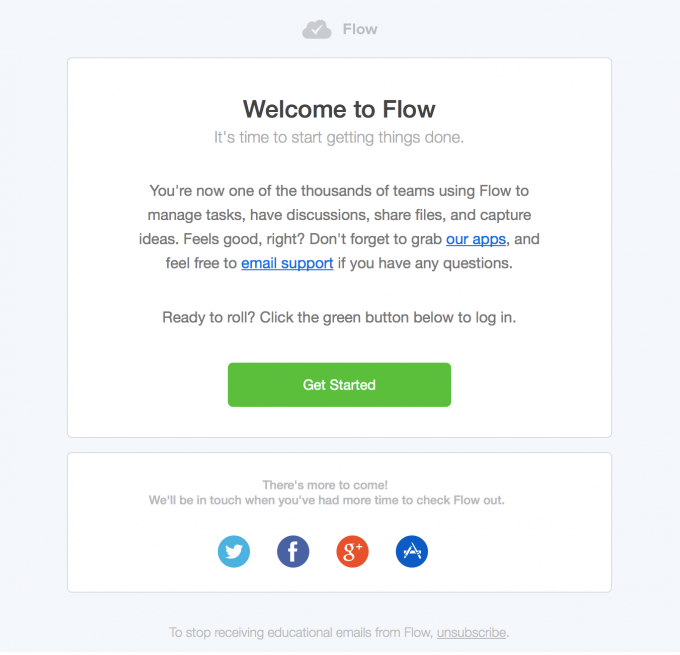 Flow
Welcome to Flow
It's time to start getting things done.
You're now one of the thousands of teams using Flow to
manage tasks, have discussions, share files, and capture
ideas. Feels good, right? Don't forget to grab our apps, and
feel free to email support if you have any questions.
Ready to roll? Click the green button below to log in.
Get Started
There's more to come!
We'll be in touch when you've had more time to check Flow out.
g+
To stop receiving educational emails from Flow, unsubscribe.